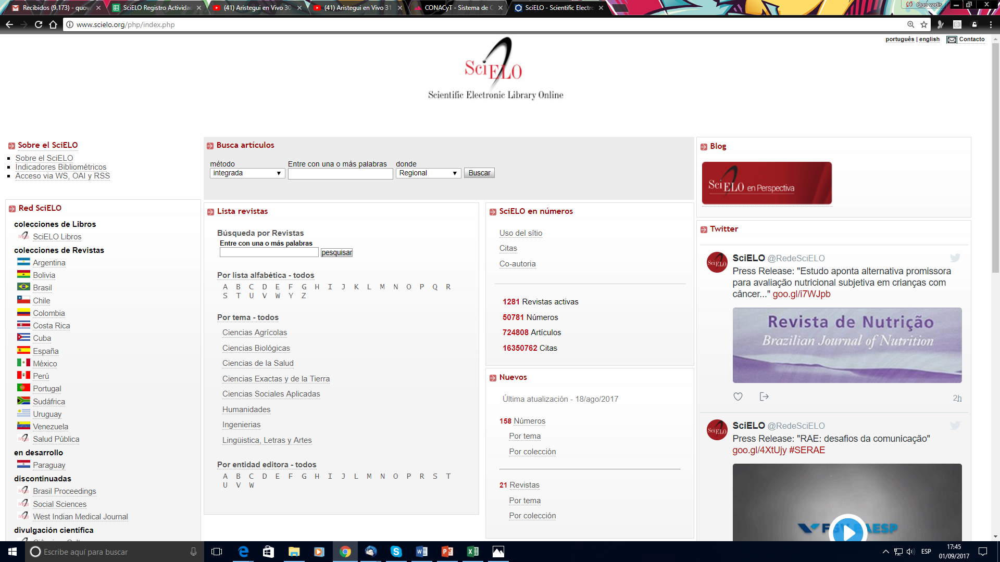 Recibidos (9.173) - quova
SciELO Registro Actividad
(41) Aristegui en Vivo 30
(41) Aristegui en Vivo 31
CONACyT - Sistema de C
SciELO - Scientific Electro
Quo vadis
www.scielo.org/php/index.php
português | english
Contacto
SciELO
Scientific Electronic Library Online
Sobre el SciELO
Sobre el SciELO
Indicadores Bibliométricos
Acceso via WS, OAI y RSS
Red SciELO
colecciones de Libros
SciELO Libros
colecciones de Revistas
Argentina
Bolivia
Brasil
Chile
Colombia
Costa Rica
Cuba
España
México
Perú
Portugal
Sudáfrica
Uruguay
Venezuela
Salud Pública
en desarrollo
Paraguay
discontinuadas
Brasil Proceedings
Social Sciences
West Indian Medical Journal
divulgación científica
Busca artículos
método Entre con una o más palabras donde
integrada Regional Buscar
Lista revistas
Búsqueda por Revistas
Entre con una o más palabras
pesquisar
Por lista alfabética - todos
A B C D E F G H I J K L M N O P Q R
S T U V W Y Z
Por tema - todos
Ciencias Agrícolas
Ciencias Biológicas
Ciencias de la Salud
Ciencias Exactas y de la Tierra
Ciencias Sociales Aplicadas
Humanidades
Ingenierias
Lingüistica, Letras y Artes
Por entidad editora - todos
A B C D E F G H I J L M N O P R S T
U V W
SciELO en números
Uso del sítio
Citas
Co-autoria
1281 Revistas activas
50781 Números
724808 Artículos
16350762 Citas
Nuevos
Última atualización - 18/ago/2017
158 Números
Por tema
Por colección
21 Revistas
Por tema
Por colección
Blog
SciELO en Perspectiva
Twitter
SciELO @RedeSciELO
Press Release: "Estudo aponta alternativa promissora
para avaliação nutricional subjetiva em crianças com
câncer..." goo.gl/i7WJpb
Revista de Nutrição
Brazilian Journal of Nutrition
2h
SciELO @RedeSciELO
Press Release: "RAE: desafios da comunicação"
goo.gl/4XtUjy #SERAE
Escribe aquí para buscar
ESP
17:45
01/09/2017